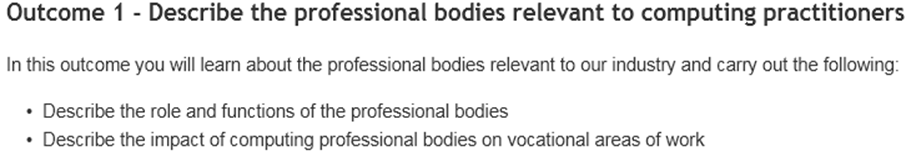 Outcome 1 - Describe the professional bodies relevant to computing practitioners
In this outcome you will learn about the professional bodies relevant to our industry and carry out the following:
• Describe the role and functions of the professional bodies
• Describe the impact of computing professional bodies on vocational areas of work